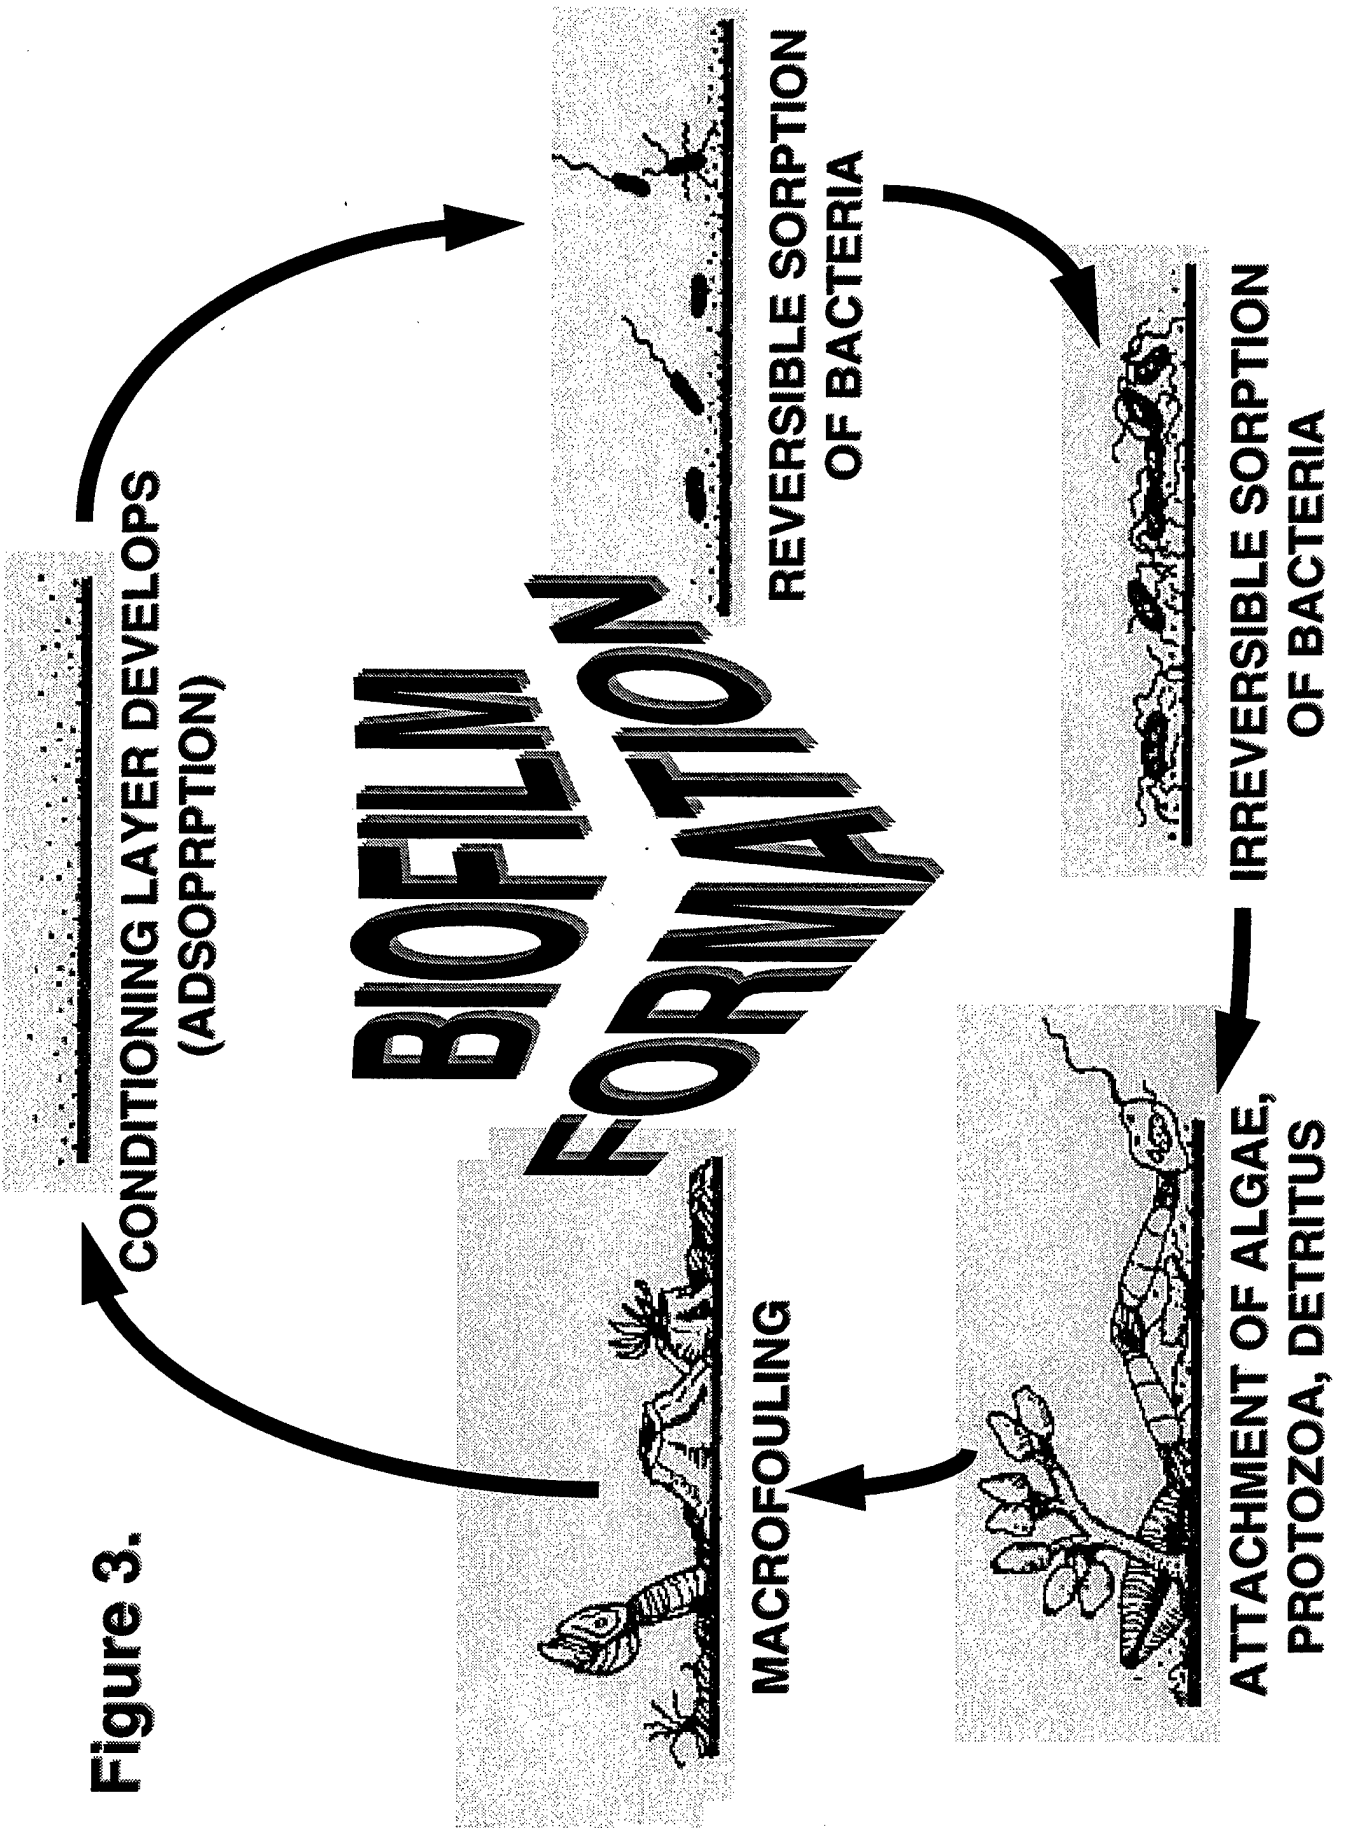 Figure 3.
CONDITIONING LAYER DEVELOPS
(ADSOPRPTION)
BIOFILM
FORMATION
REVERSIBLE SORPTION
OF BACTERIA
IRREVERSIBLE SORPTION
OF BACTERIA
ATTACHMENT OF ALGAE,
PROTOZOA, DETRITUS
MACROFOULING